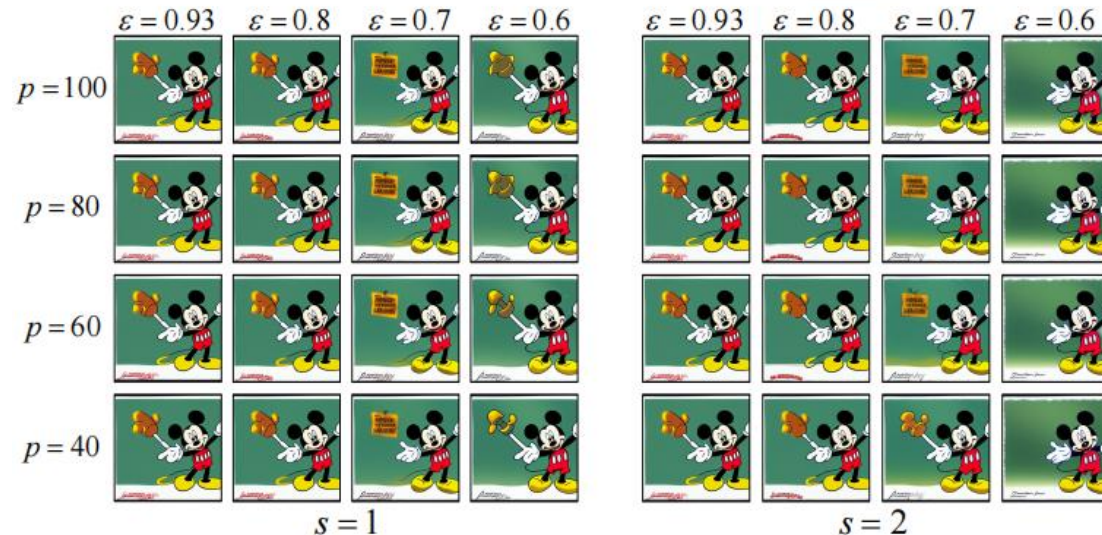 ε = 0.93 ε = 0.8 ε = 0.7 ε = 0.6 ε = 0.93 ε = 0.8 ε = 0.7 ε = 0.6
p = 100
p = 80
p = 60
p = 40
s = 1 s = 2